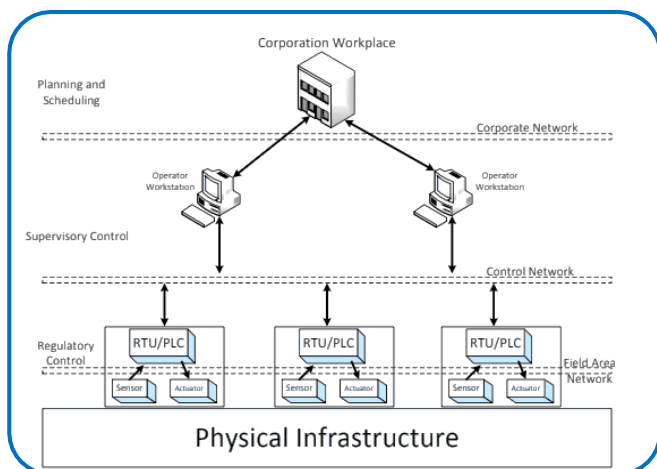 Corporation Workplace
Planning and
Scheduling
Corporate Network
Operator
Workstation
Operator
Workstation
Supervisory Control
Control Network
RTU/PLC
RTU/PLC
RTU/PLC
Regulatory
Control
Field Area
Network
Sensor
Actuator
Sensor
Actuator
Sensor
Actuator
Physical Infrastructure